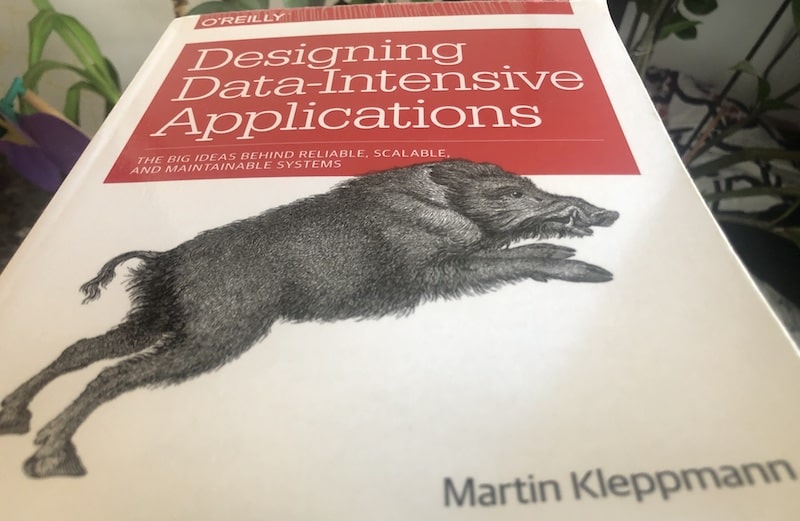 O'REILLY
Designing
Data-Intensive
Applications
THE BIG IDEAS BEHIND RELIABLE, SCALABLE,
AND MAINTAINABLE SYSTEMS
Martin Kleppmann